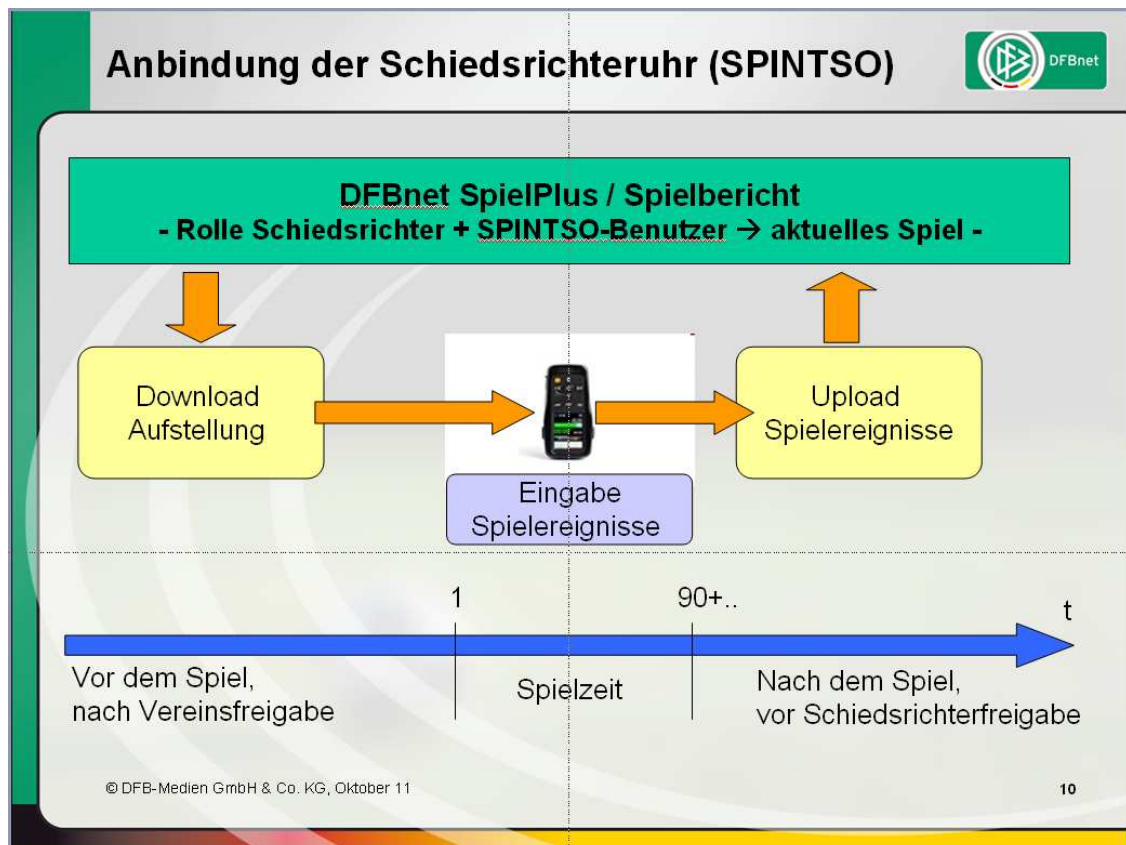 Anbindung der Schiedsrichteruhr (SPINTSO)
DFBnet
DFBnet SpielPlus / Spielbericht
- Rolle Schiedsrichter + SPINTSO-Benutzer → aktuelles Spiel -
Download
Aufstellung
Upload
Spielereignisse
Eingabe
Spielereignisse
1
90+..
t
Vor dem Spiel,
nach Vereinsfreigabe
Spielzeit
Nach dem Spiel,
vor Schiedsrichterfreigabe
© DFB-Medien GmbH & Co. KG, Oktober 11
10